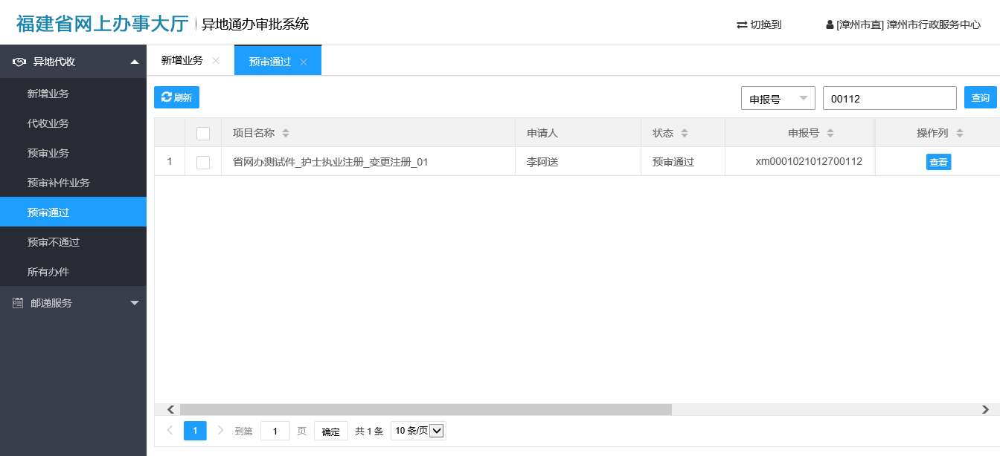 福建省网上办事大厅 异地通办审批系统 切换到 [漳州市直] 漳州市行政服务中心
异地代收
新增业务
代收业务
预审业务
预审补件业务
预审通过
预审不通过
所有办件
邮递服务
新增业务 预审通过
刷新 申报号 00112 查询
项目名称 申请人 状态 申报号 操作列
1 省网办测试件_护士执业注册_变更注册_01 李阿送 预审通过 xm0001021012700112 查看
1 到第 1 页 确定 共 1 条 10 条/页